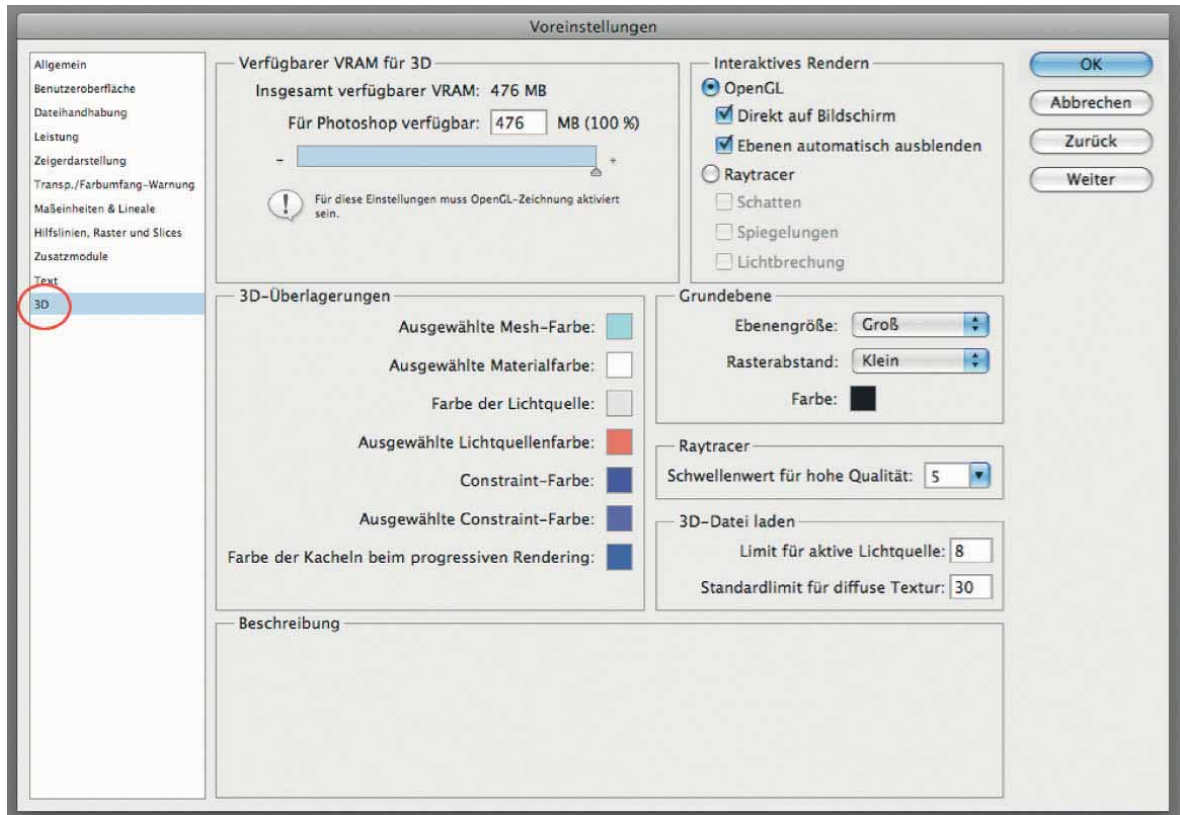 Voreinstellungen
Allgemein
Benutzeroberfläche
Dateihandhabung
Leistung
Zeigerdarstellung
Transp./Farbumfang-Warnung
Maßeinheiten & Lineale
Hilfslinien, Raster und Slices
Zusatzmodule
Text
3D
Verfügbarer VRAM für 3D
Insgesamt verfügbarer VRAM: 476 MB
Für Photoshop verfügbar: 476 MB (100 %)
- +
Für diese Einstellungen muss OpenGL-Zeichnung aktiviert
sein.
Interaktives Rendern
OpenGL
Direkt auf Bildschirm
Ebenen automatisch ausblenden
Raytracer
Schatten
Spiegelungen
Lichtbrechung
OK
Abbrechen
Zurück
Weiter
3D-Überlagerungen
Ausgewählte Mesh-Farbe:
Ausgewählte Materialfarbe:
Farbe der Lichtquelle:
Ausgewählte Lichtquellenfarbe:
Constraint-Farbe:
Ausgewählte Constraint-Farbe:
Farbe der Kacheln beim progressiven Rendering:
Grundebene
Ebenengröße: Groß
Rasterabstand: Klein
Farbe:
Raytracer
Schwellenwert für hohe Qualität: 5
3D-Datei laden
Limit für aktive Lichtquelle: 8
Standardlimit für diffuse Textur: 30
Beschreibung